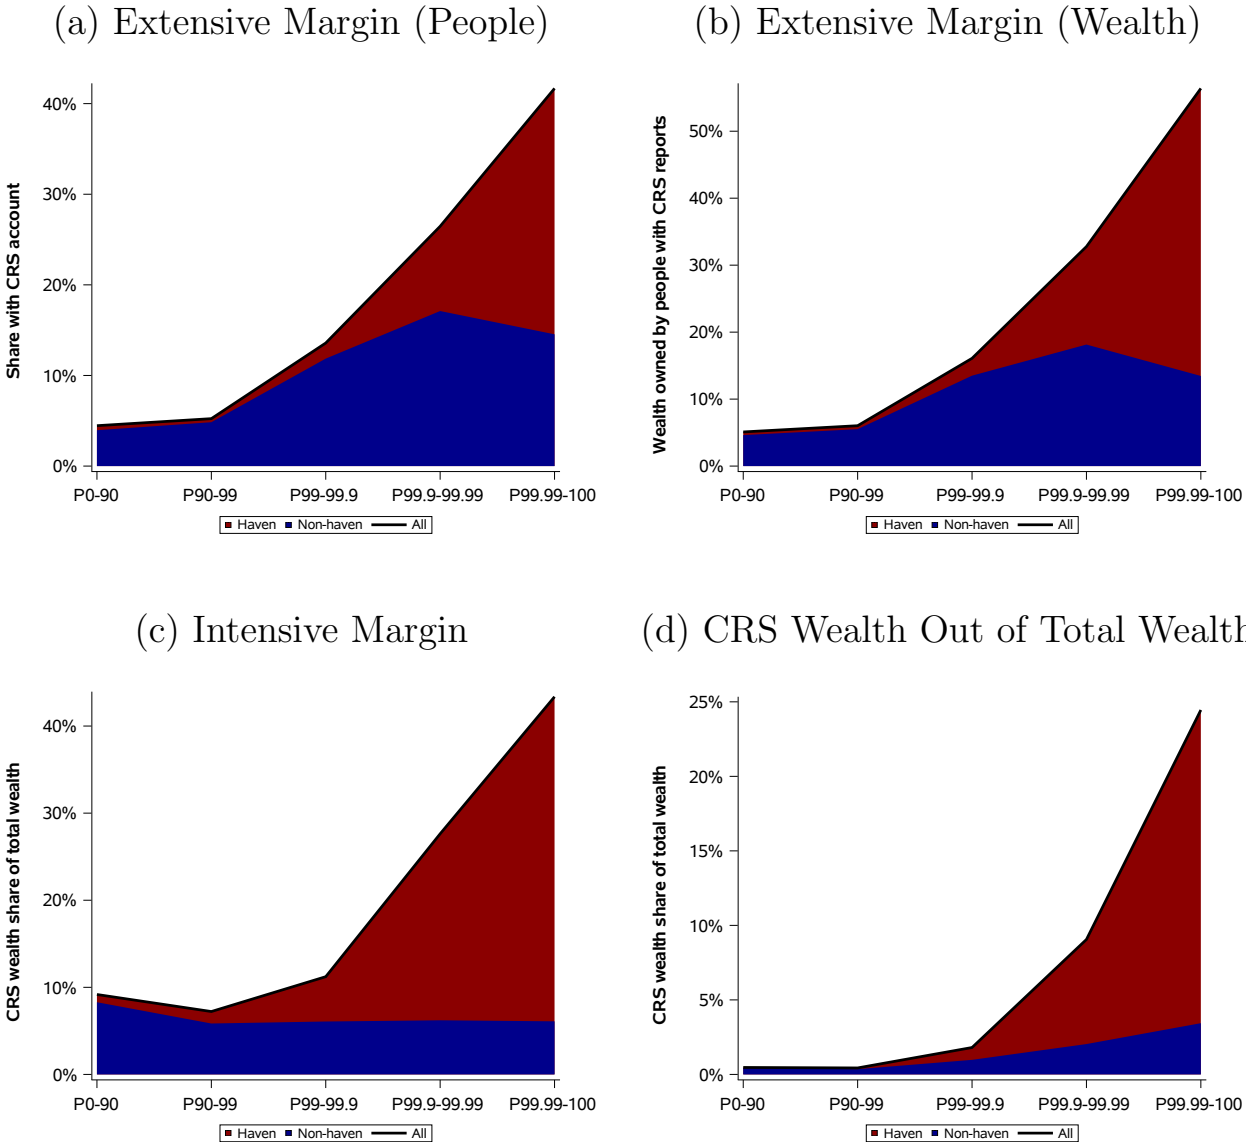 (a) Extensive Margin (People)
Share with CRS account
40%
30%
20%
10%
0%
P0-90 P90-99 P99-99.9 P99.9-99.99 P99.99-100
Haven Non-haven All
(b) Extensive Margin (Wealth)
Wealth owned by people with CRS reports
50%
40%
30%
20%
10%
0%
P0-90 P90-99 P99-99.9 P99.9-99.99 P99.99-100
Haven Non-haven All
(c) Intensive Margin
CRS wealth share of total wealth
40%
30%
20%
10%
0%
P0-90 P90-99 P99-99.9 P99.9-99.99 P99.99-100
Haven Non-haven All
(d) CRS Wealth Out of Total Wealth
CRS wealth share of total wealth
25%
20%
15%
10%
5%
0%
P0-90 P90-99 P99-99.9 P99.9-99.99 P99.99-100
Haven Non-haven All